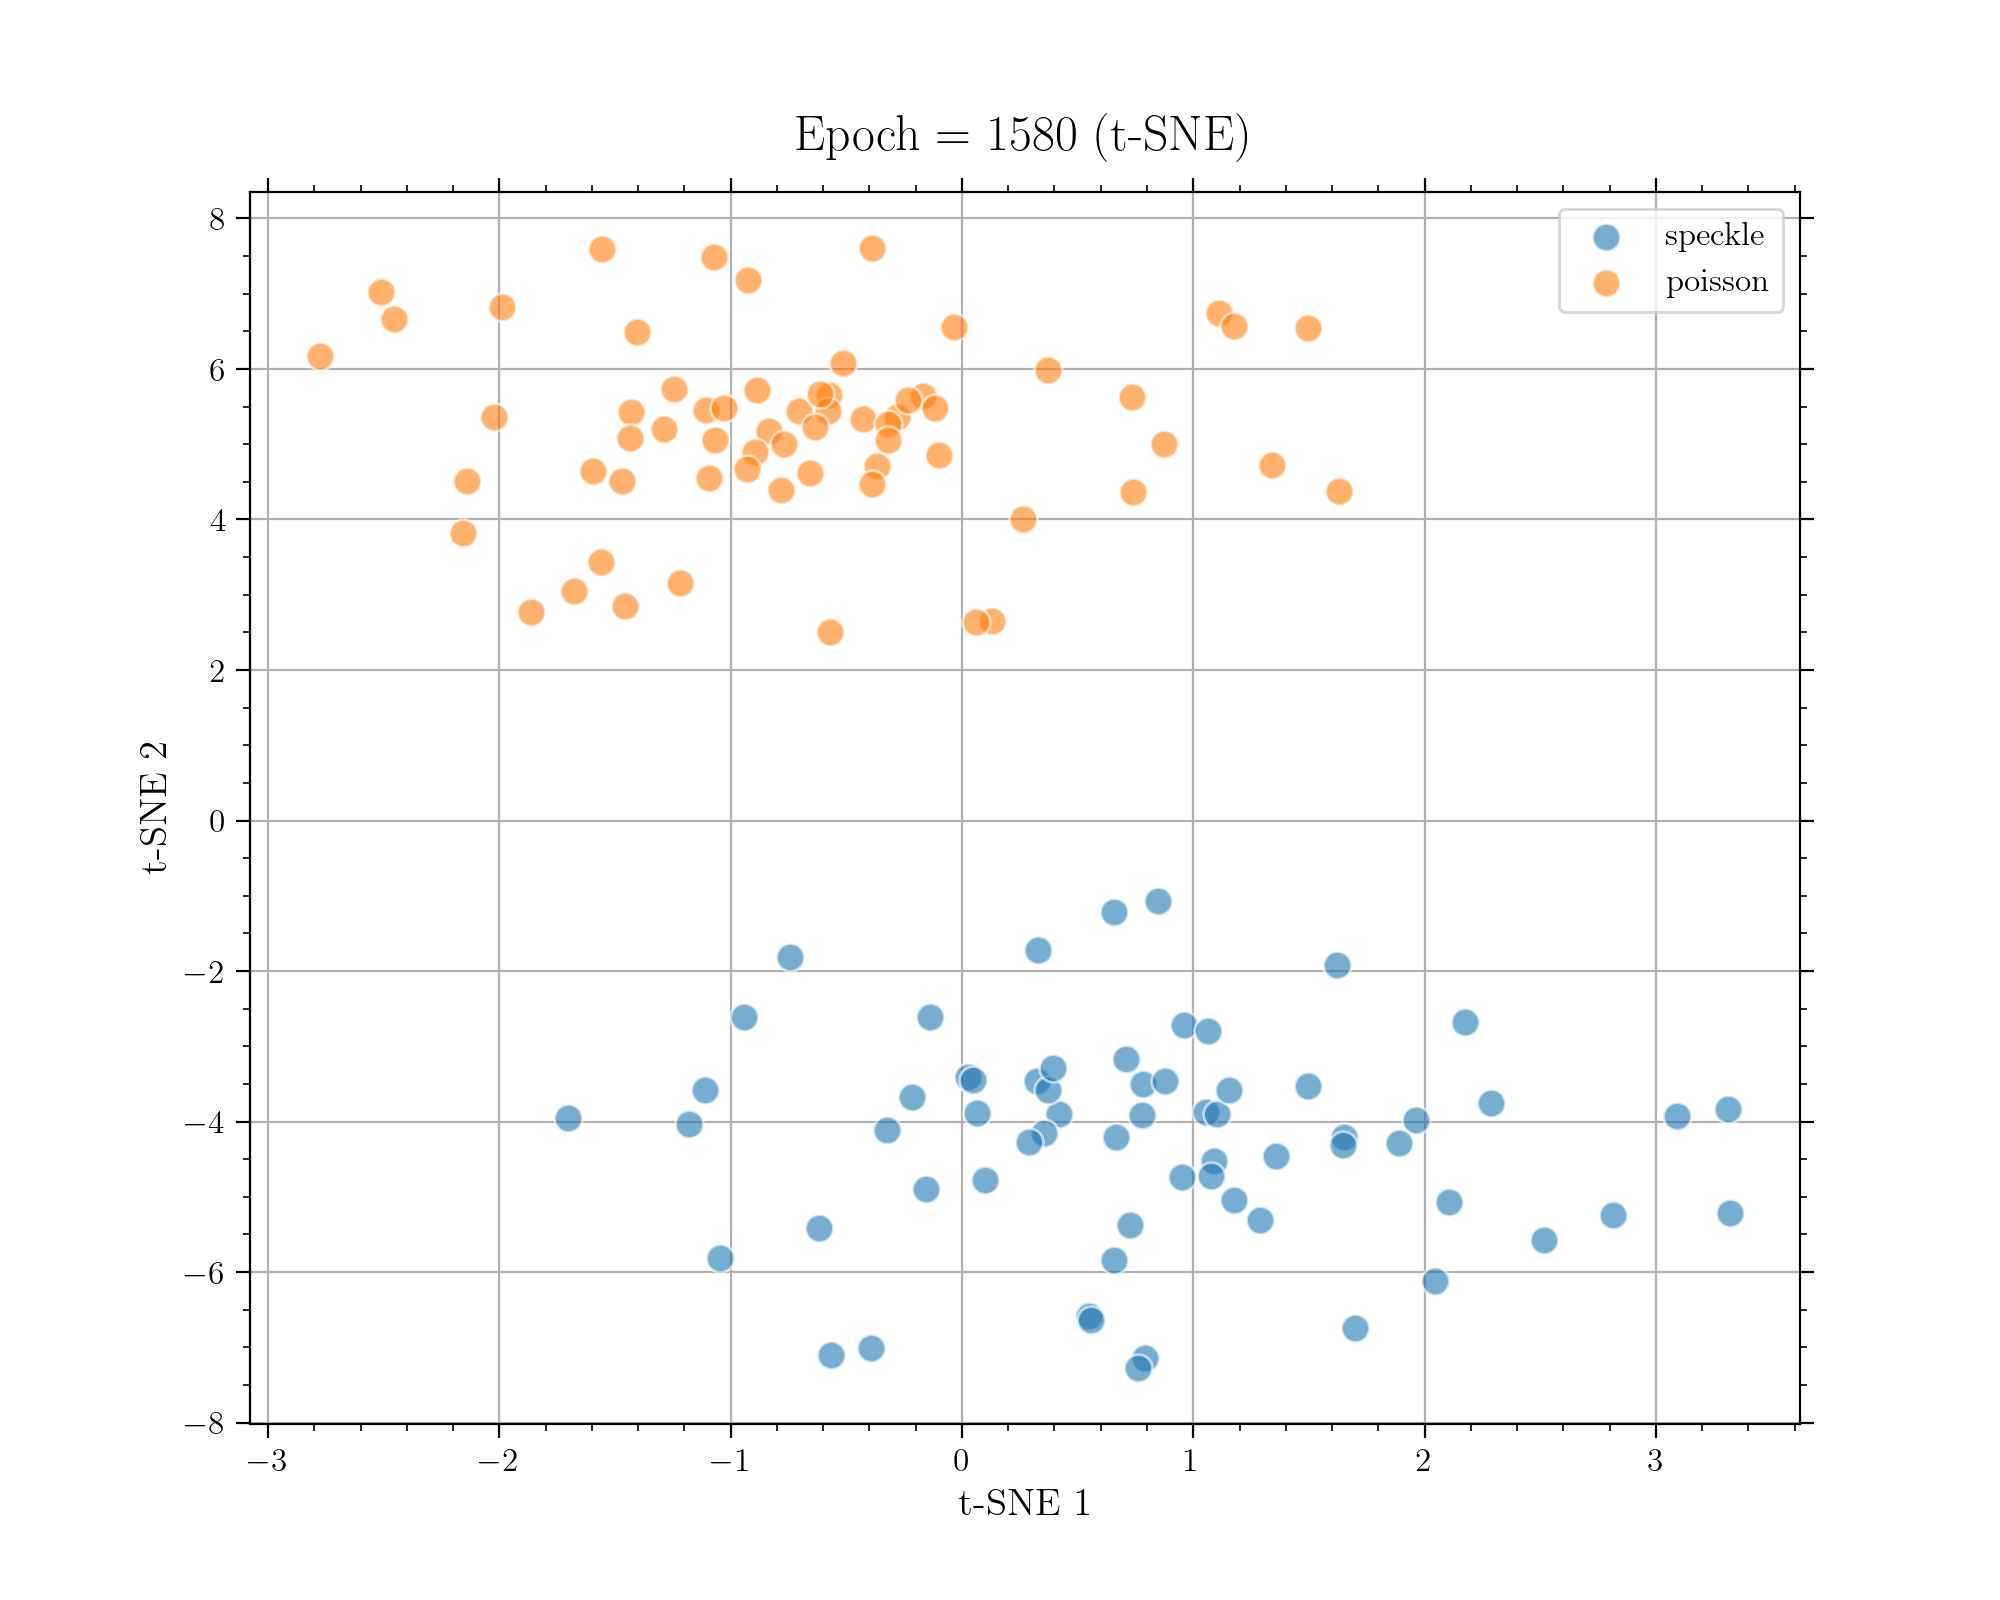 Epoch = 1580 (t-SNE)
speckle
poisson
8
6
4
2
0
−2
−4
−6
−8
t-SNE 2
−3 −2 −1 0 1 2 3
t-SNE 1